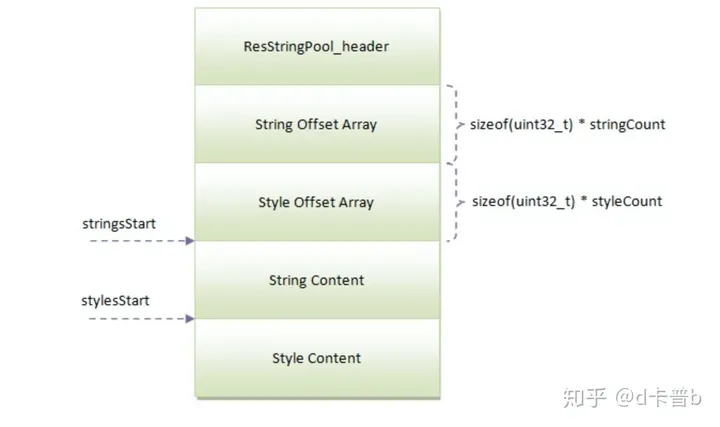 ResStringPool_header
String Offset Array
sizeof(uint32_t) * stringCount
Style Offset Array
sizeof(uint32_t) * styleCount
stringsStart
String Content
stylesStart
Style Content
知乎 @d卡普b